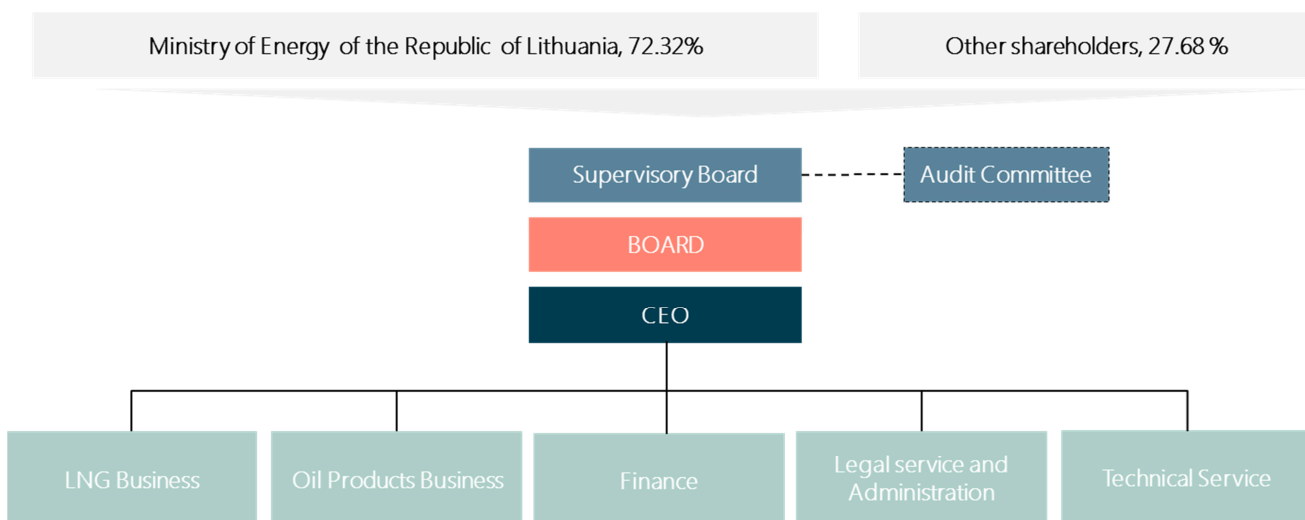 Ministry of Energy of the Republic of Lithuania, 72.32%
Other shareholders, 27.68 %
Supervisory Board
Audit Committee
BOARD
CEO
LNG Business
Oil Products Business
Finance
Legal service and
Administration
Technical Service